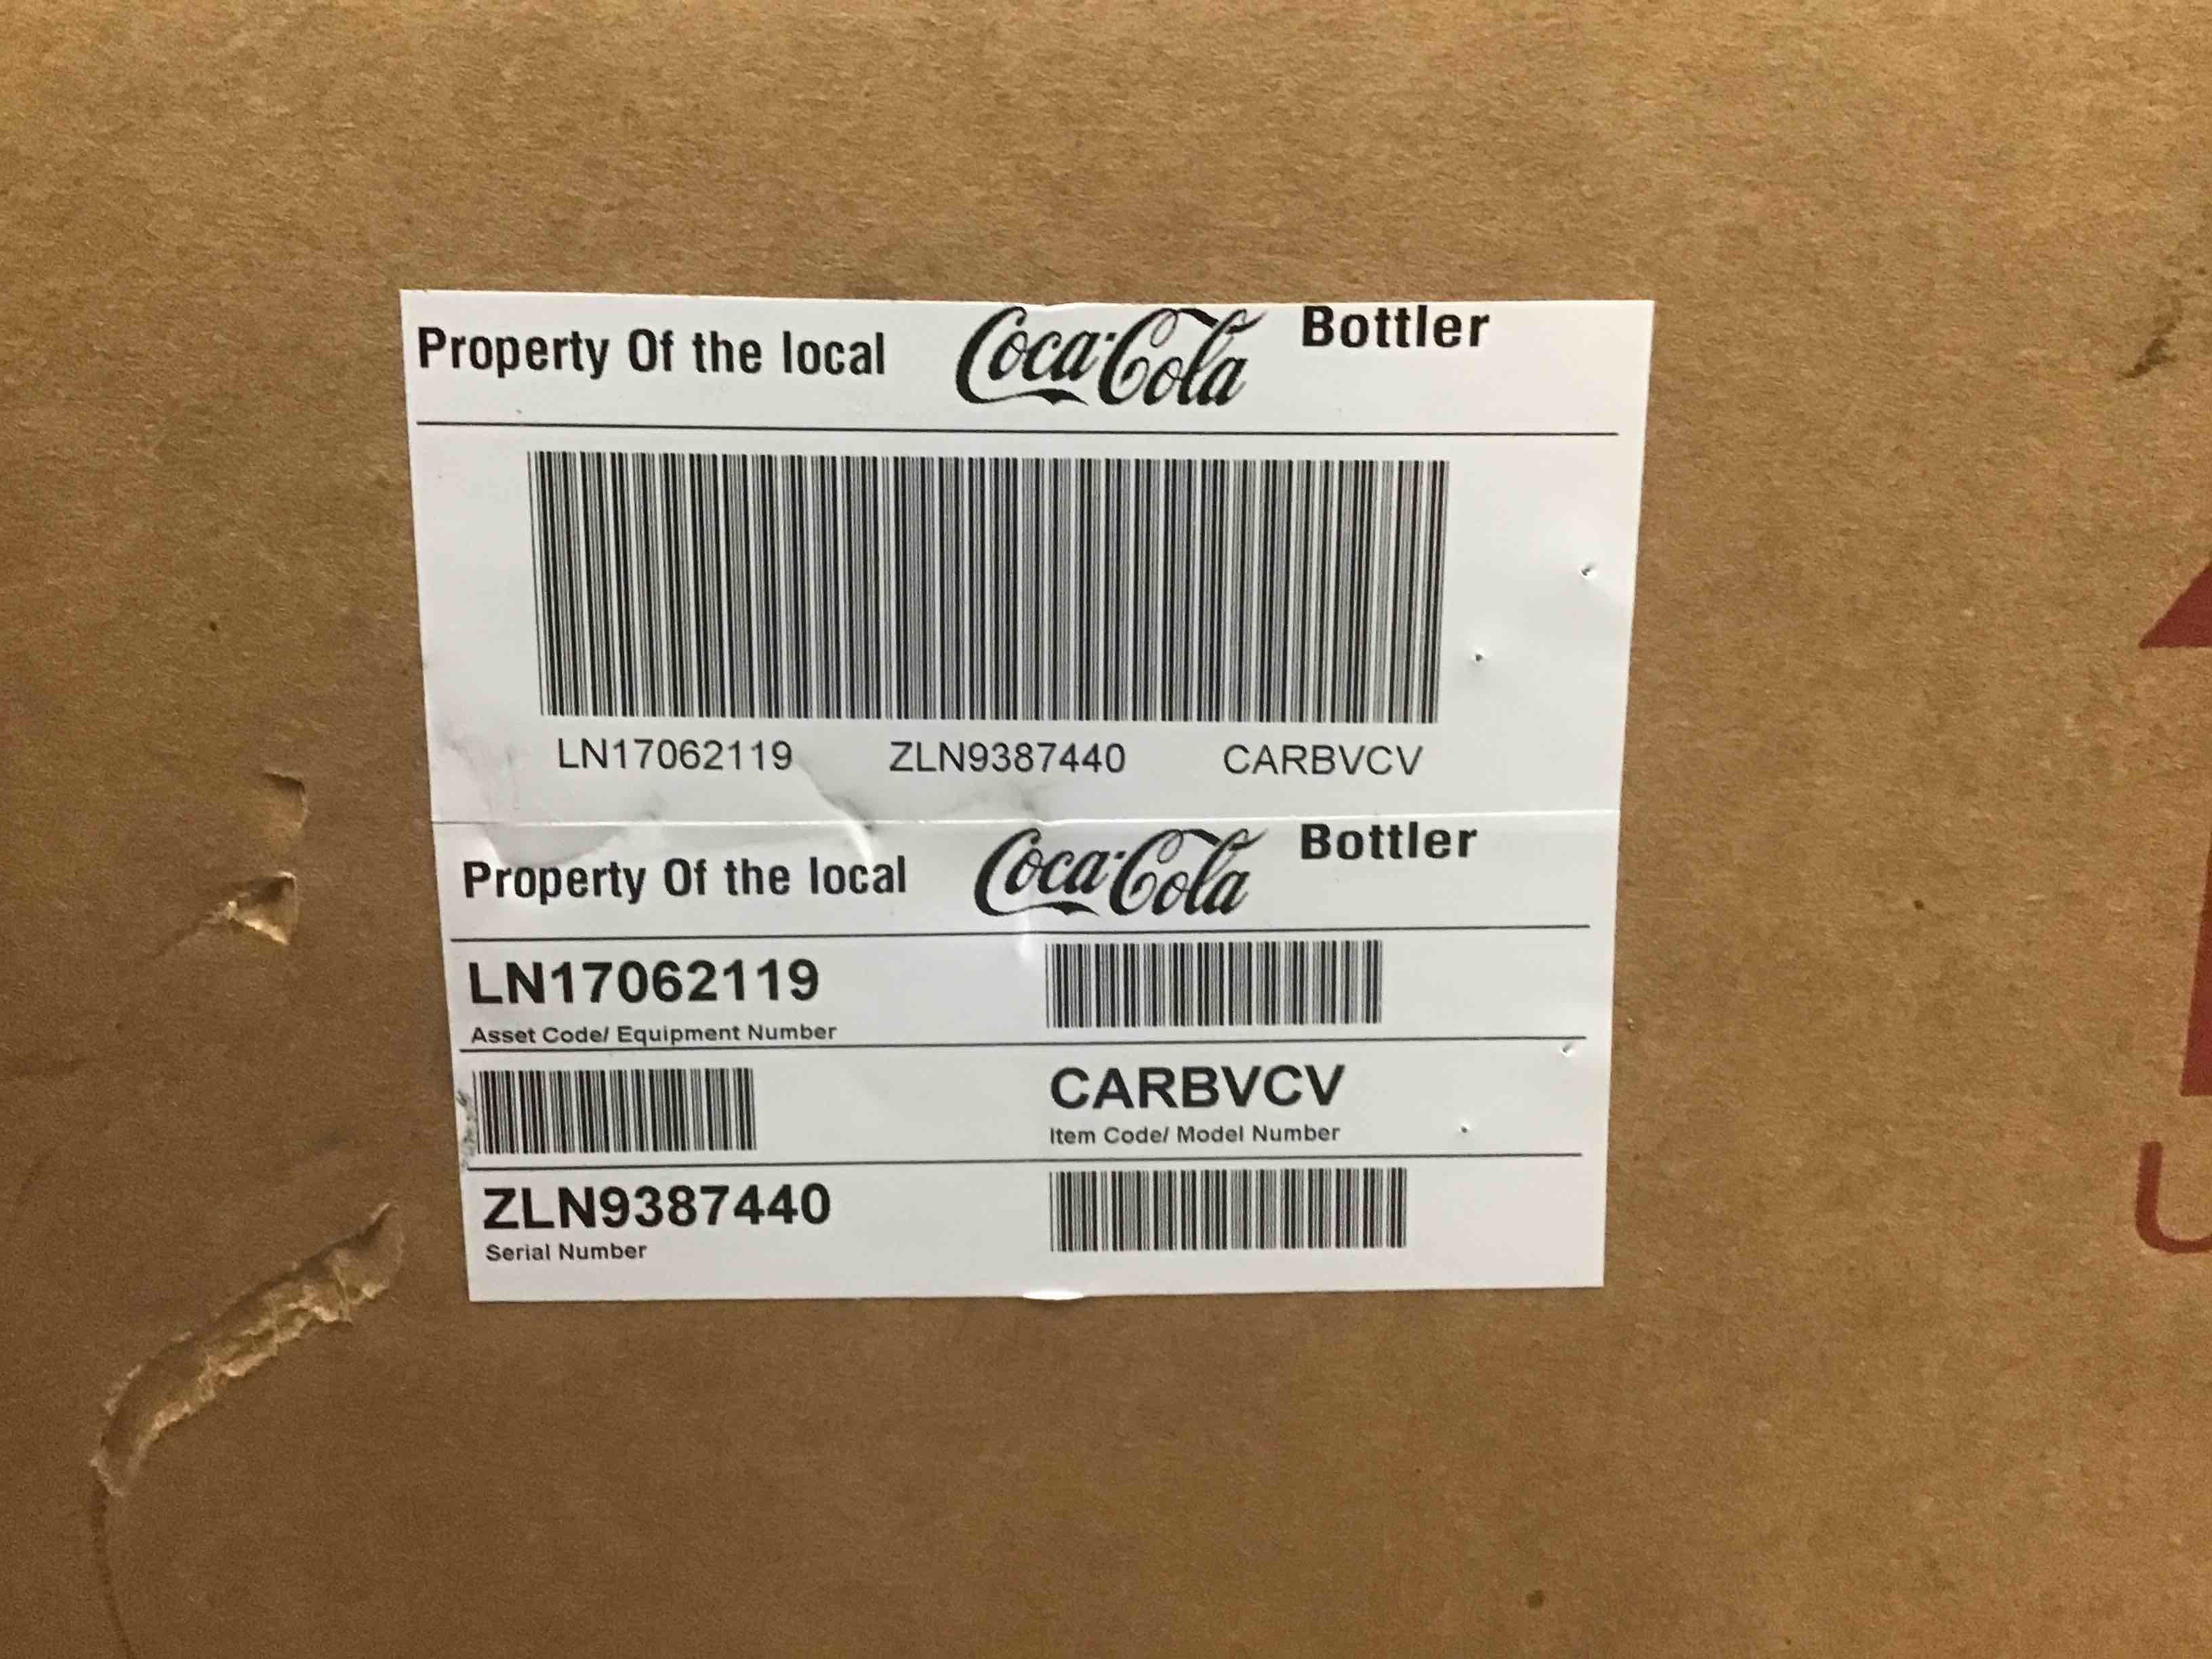 Property Of the local Coca-Cola Bottler
LN17062119 ZLN9387440 CARBVCV
Property Of the local Coca-Cola Bottler
LN17062119
Asset Code/ Equipment Number
CARBVCV
Item Code/ Model Number
ZLN9387440
Serial Number